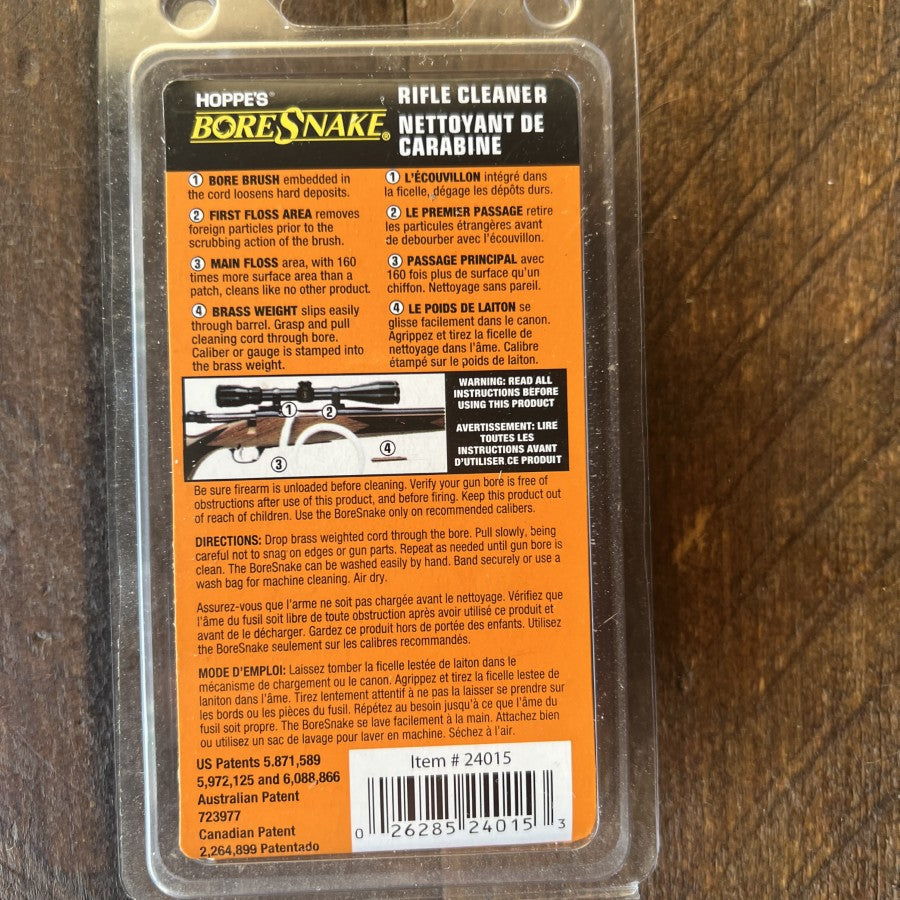 HOPPE'S®
BORESNAKE®
RIFLE CLEANER
NETTOYANT DE
CARABINE
1 BORE BRUSH embedded in
the cord loosens hard deposits.
2 FIRST FLOSS AREA removes
foreign particles prior to the
scrubbing action of the brush.
3 MAIN FLOSS area, with 160
times more surface area than a
patch, cleans like no other product.
4 BRASS WEIGHT slips easily
through barrel. Grasp and pull
cleaning cord through bore.
Caliber or gauge is stamped into
the brass weight.
1 L'ÉCOUVILLON intégré dans
la ficelle, dégage les dépôts durs.
2 LE PREMIER PASSAGE retire
les particules étrangères avant
de debourber avec l'écouvillon.
3 PASSAGE PRINCIPAL avec
160 fois plus de surface qu'un
chiffon. Nettoyage sans pareil.
4 LE POIDS DE LAITON se
glisse facilement dans le canon.
Agrippez et tirez la ficelle de
nettoyage dans l'âme. Calibre
étampé sur le poids de laiton.
1
2
3
4
WARNING: READ ALL
INSTRUCTIONS BEFORE
USING THIS PRODUCT
AVERTISSEMENT: LIRE
TOUTES LES
INSTRUCTIONS AVANT
D'UTILISER CE PRODUIT
Be sure firearm is unloaded before cleaning. Verify your gun bore is free of
obstructions after use of this product, and before firing. Keep this product out
of reach of children. Use the BoreSnake only on recommended calibers.
DIRECTIONS: Drop brass weighted cord through the bore. Pull slowly, being
careful not to snag on edges or gun parts. Repeat as needed until gun bore is
clean. The BoreSnake can be washed easily by hand. Band securely or use a
wash bag for machine cleaning. Air dry.
Assurez-vous que l'arme ne soit pas chargée avant le nettoyage. Vérifiez que
l'âme du fusil soit libre de toute obstruction après avoir utilisé ce produit et
avant de le décharger. Gardez ce produit hors de portée des enfants. Utilisez
the BoreSnake seulement sur les calibres recommandés.
MODE D'EMPLOI: Laissez tomber la ficelle lestée de laiton dans le
mécanisme de chargement ou le canon. Agrippez et tirez la ficelle lestee de
laniton dans l'âme. Tirez lentement attentif à ne pas la laisser se prendre sur
les bords ou les pièces du fusil. Répétez au besoin jusqu'à ce que l'âme du
fusil soit propre. The BoreSnake se lave facilement à la main. Attachez bien
ou utilisez un sac de lavage pour laver en machine. Séchez à l'air.
US Patents 5.871,589
5,972,125 and 6,088,866
Australian Patent
723977
Canadian Patent
2,264,899 Patentado
Item # 24015
0 26285 24015 3